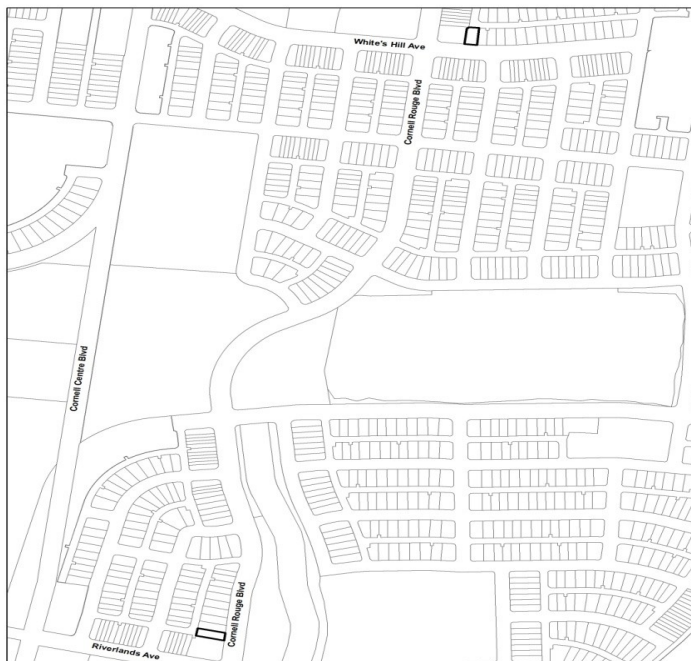 White's Hill Ave
Cornell Rouge Blvd
Cornell Centre Blvd
Cornell Rouge Blvd
Riverlands Ave